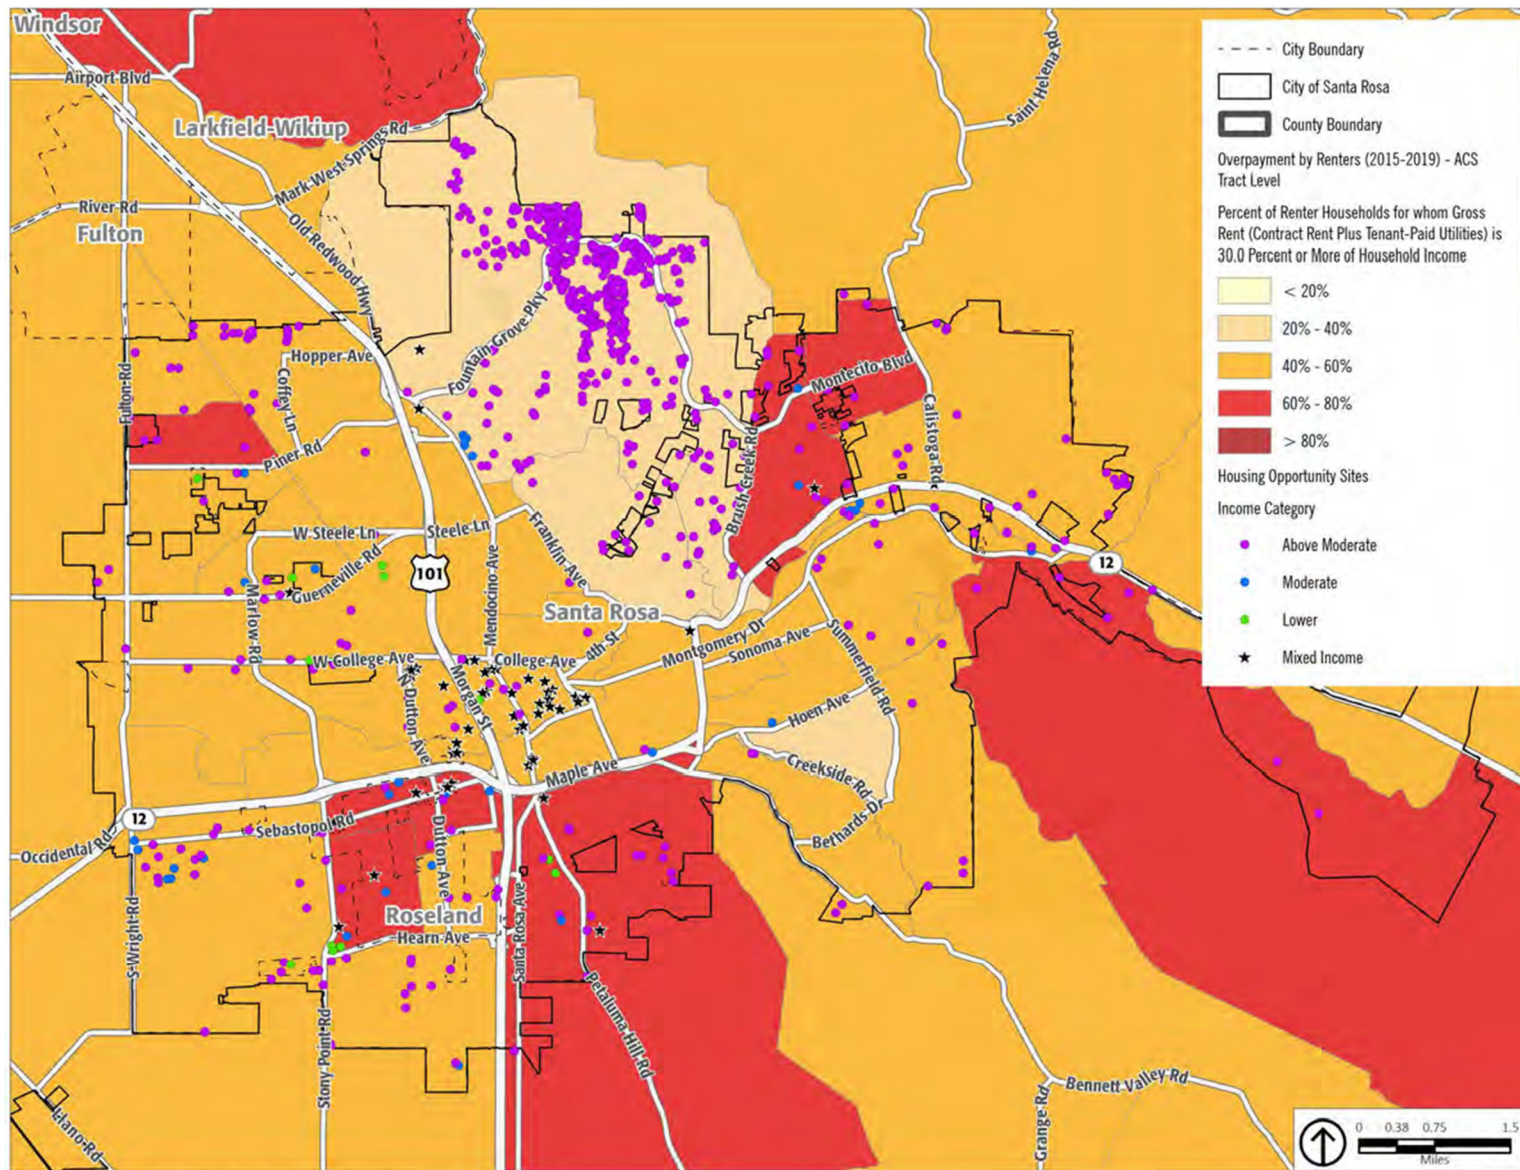 Windsor
Airport Blvd
Larkfield-Wikiup
Mark West Springs Rd
Saint Helena Rd
River Rd
Fulton
Old Redwood Hwy
Fountain Grove Pky
Hopper Ave
Fulton Rd
Coffey Ln
Piner Rd
Montecito Blvd
Calistoga Rd
Brush Creek Rd
W Steele Ln
Steele Ln
Franklin Ave
Guerneville Rd
101
Mendocino Ave
12
Marlow Rd
Santa Rosa
4th St
Montgomery Dr
Sonoma Ave
Summerfield Rd
W College Ave
College Ave
N Dutton Ave
Morgan St
Hoen Ave
Creekside Rd
Maple Ave
Bethards Dr
12
Sebastopol Rd
Occidental Rd
Dutton Ave
S Wright Rd
Roseland
Hearn Ave
Santa Rosa Ave
Petaluma Hill Rd
Stony Point Rd
Llano Rd
Bennett Valley Rd
Grange Rd
City Boundary
City of Santa Rosa
County Boundary
Overpayment by Renters (2015-2019) - ACS
Tract Level
Percent of Renter Households for whom Gross
Rent (Contract Rent Plus Tenant-Paid Utilities) is
30.0 Percent or More of Household Income
< 20%
20% - 40%
40% - 60%
60% - 80%
> 80%
Housing Opportunity Sites
Income Category
Above Moderate
Moderate
Lower
Mixed Income
0 0.38 0.75 1.5
Miles